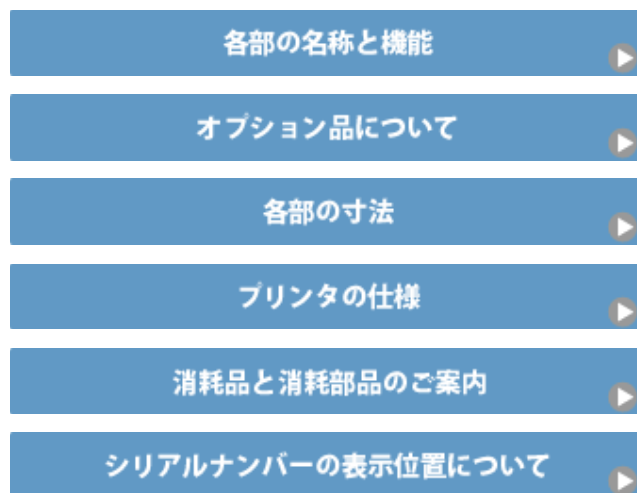 各部の名称と機能
オプション品について
各部の寸法
プリンタの仕様
消耗品と消耗部品のご案内
シリアルナンバーの表示位置について